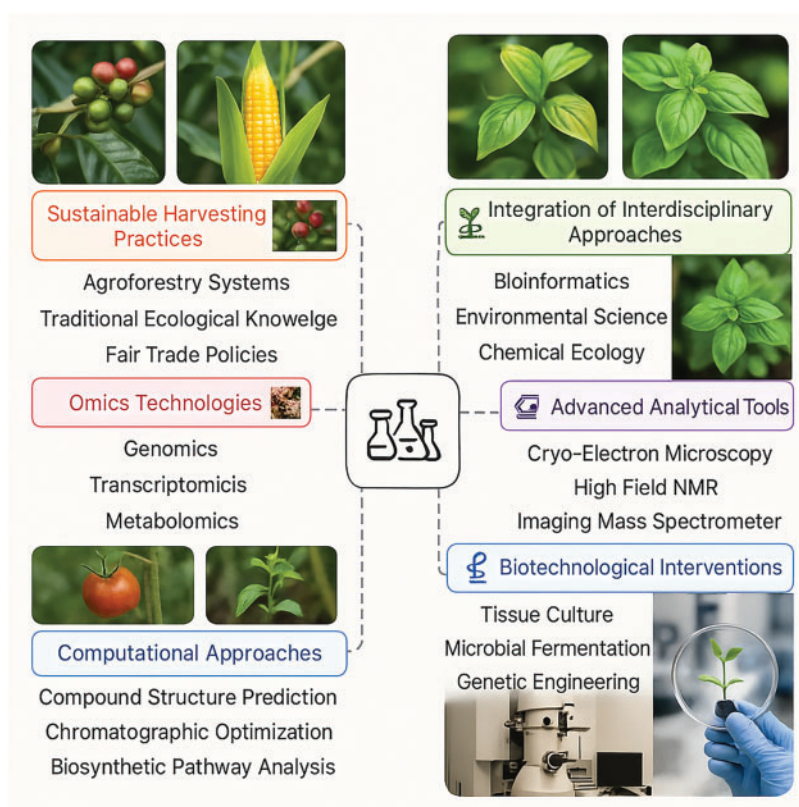 Sustainable Harvesting
Practices
Agroforestry Systems
Traditional Ecological Knowelge
Fair Trade Policies
Omics Technologies
Genomics
Transcriptomicis
Metabolomics
Computational Approaches
Compound Structure Prediction
Chromatographic Optimization
Biosynthetic Pathway Analysis
Integration of Interdisciplinary
Approaches
Bloinformatics
Environmental Science
Chemical Ecology
Advanced Analytical Tools
Cryo-Electron Microscopy
High Field NMR
Imaging Mass Spectrometer
Biotechnological Interventions
Tissue Culture
Microbial Fermentation
Genetic Engineering